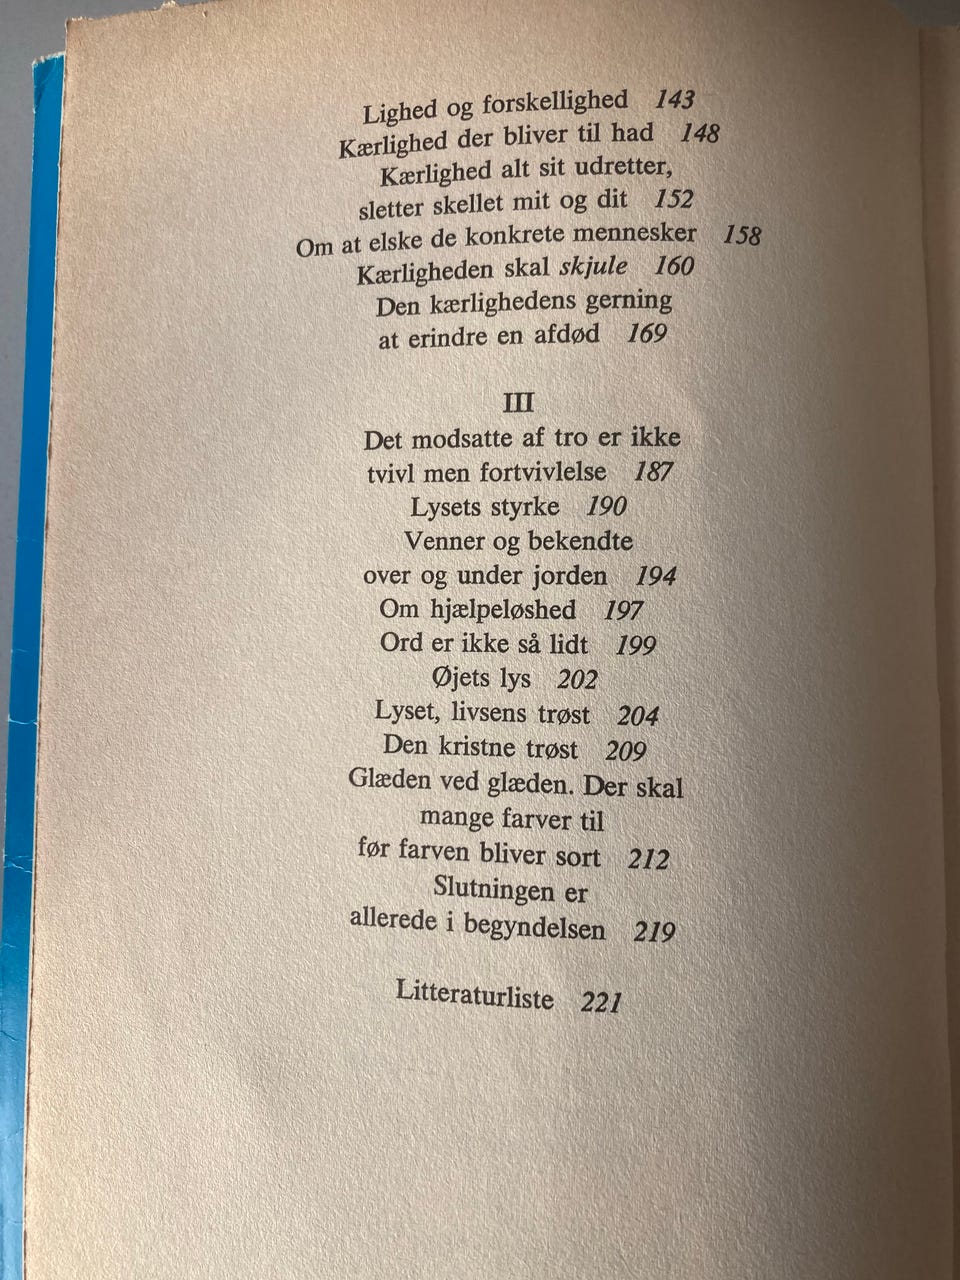 Lighed og forskellighed 143
Kærlighed der bliver til had 148
Kærlighed alt sit udretter,
sletter skellet mit og dit 152
Om at elske de konkrete mennesker 158
Kærligheden skal skjule 160
Den kærlighedens gerning
at erindre en afdød 169
III
Det modsatte af tro er ikke
tvivl men fortvivlelse 187
Lysets styrke 190
Venner og bekendte
over og under jorden 194
Om hjælpeløshed 197
Ord er ikke så lidt 199
Øjets lys 202
Lyset, livsens trøst 204
Den kristne trøst 209
Glæden ved glæden. Der skal
mange farver til
før farven bliver sort 212
Slutningen er
allerede i begyndelsen 219
Litteraturliste 221